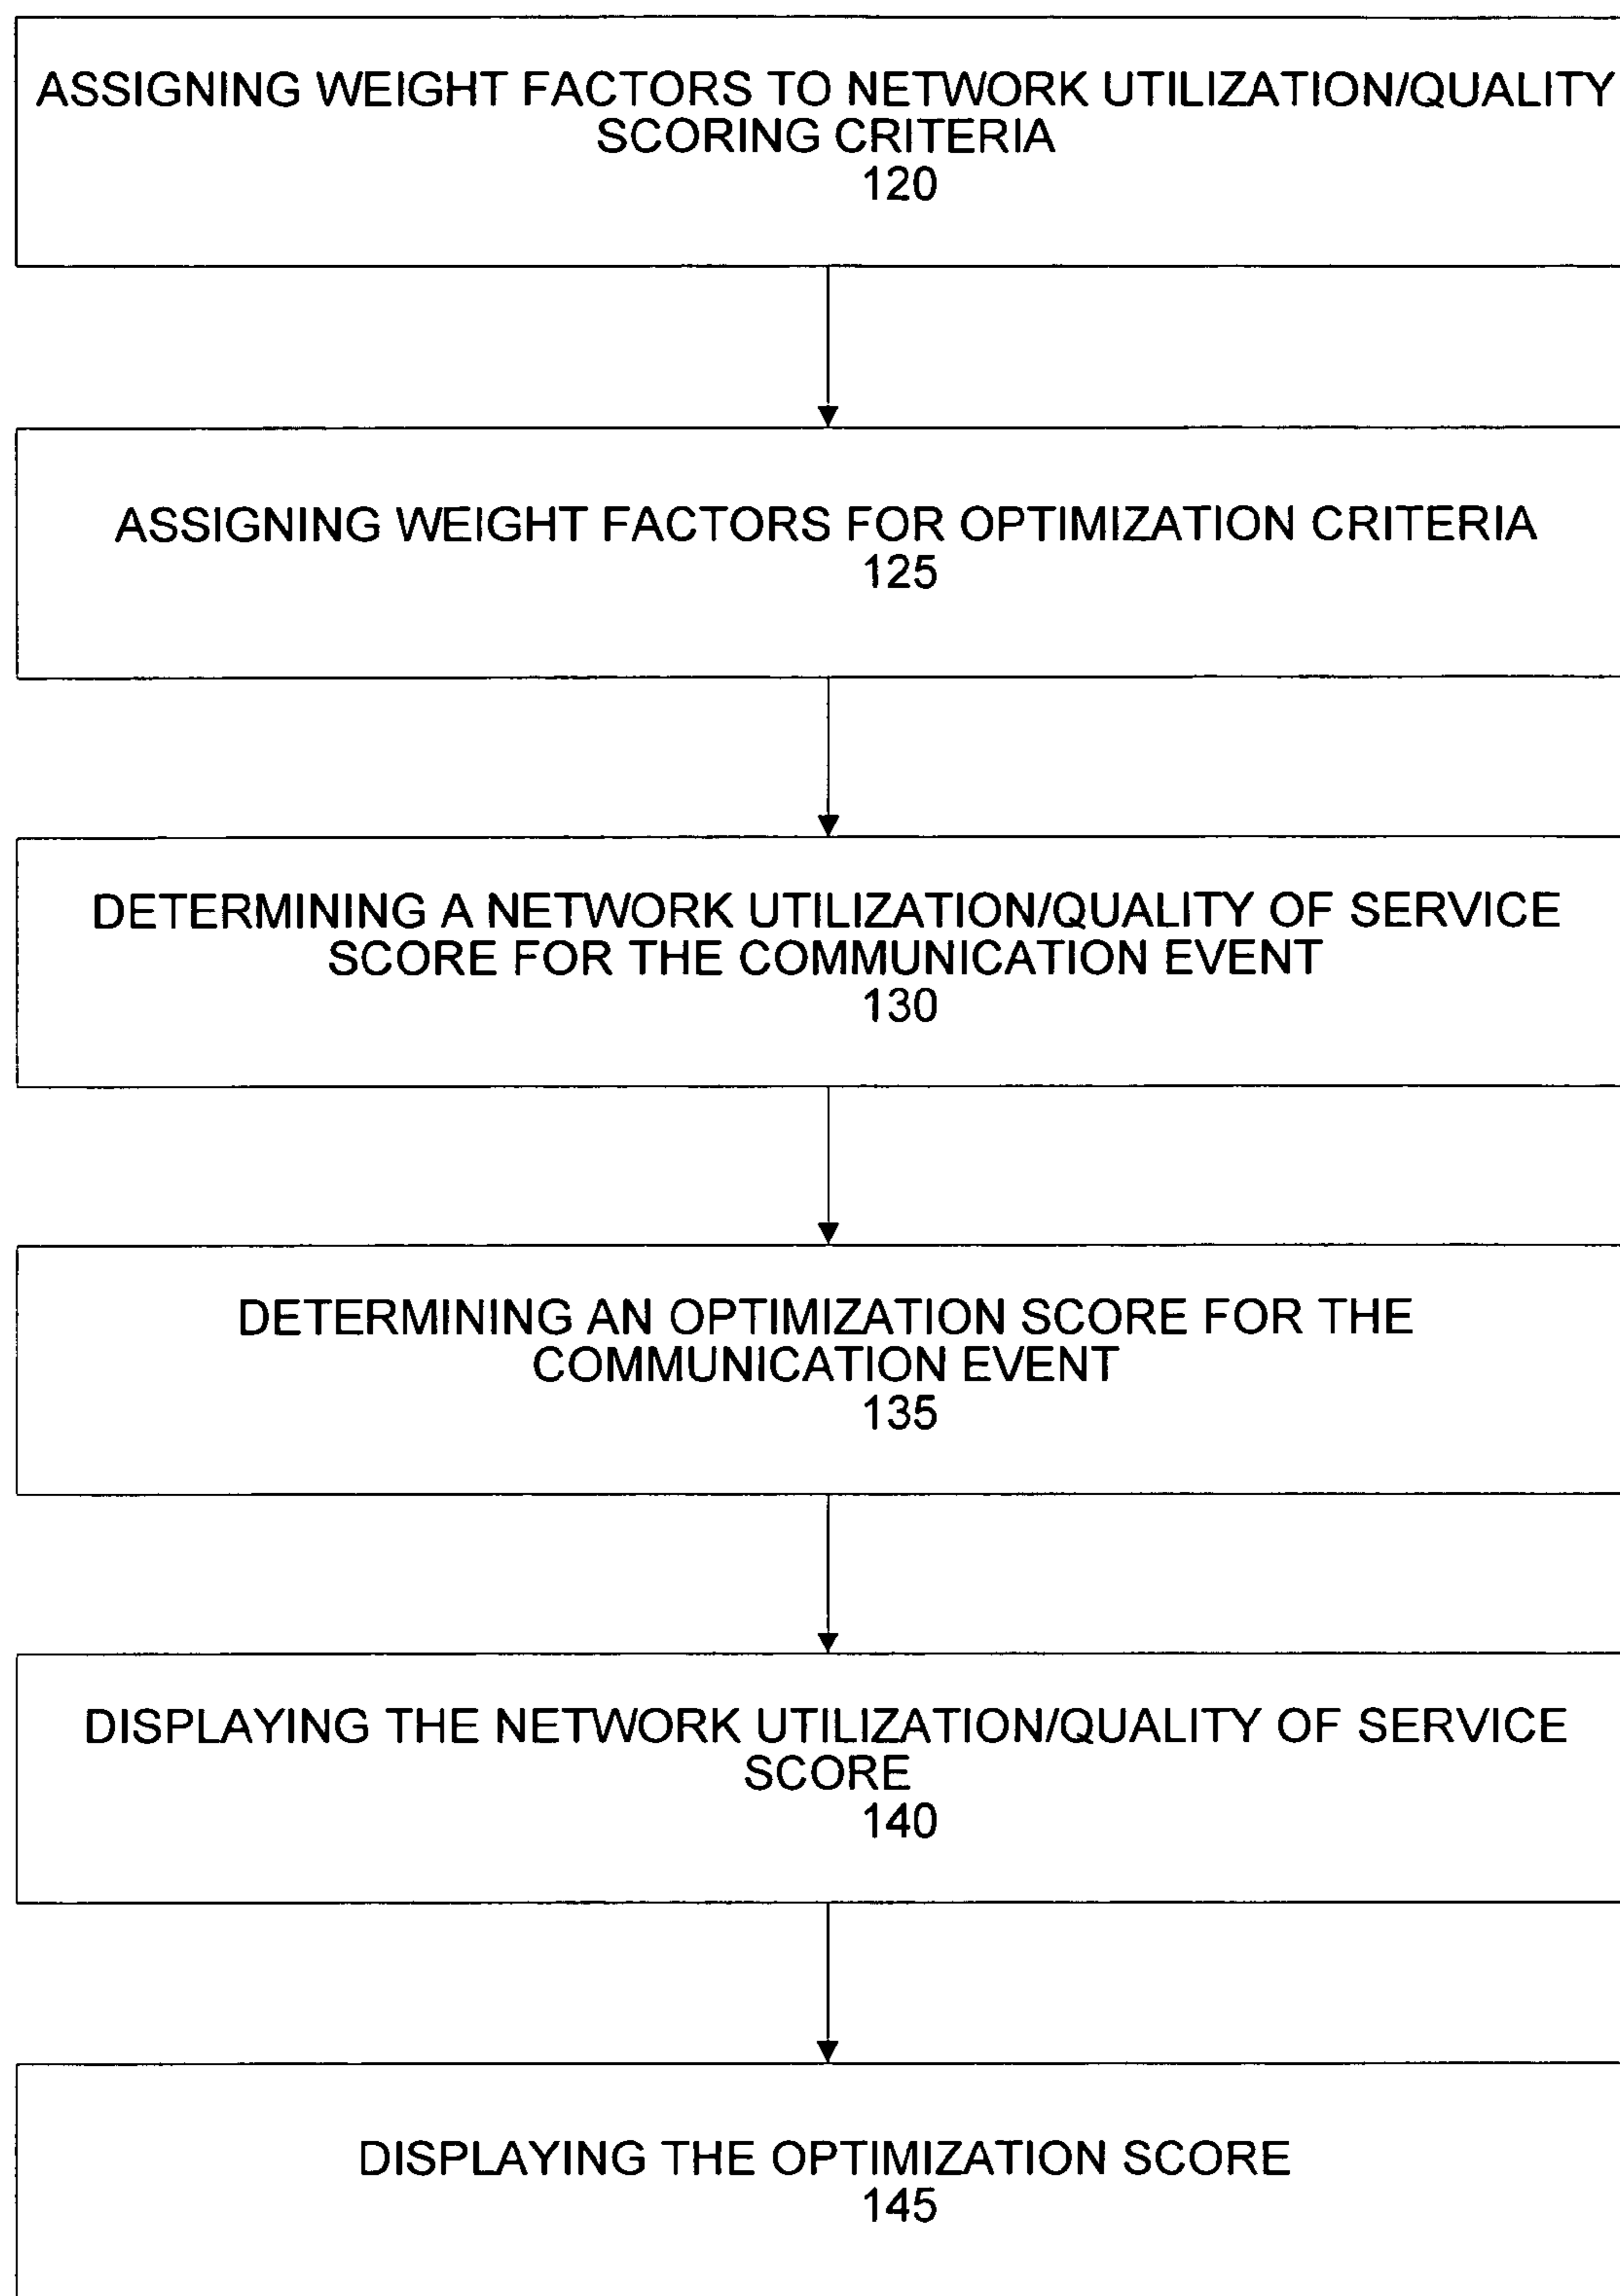 ASSIGNING WEIGHT FACTORS TO NETWORK UTILIZATION/QUALITY
SCORING CRITERIA
120
ASSIGNING WEIGHT FACTORS FOR OPTIMIZATION CRITERIA
125
DETERMINING A NETWORK UTILIZATION/QUALITY OF SERVICE
SCORE FOR THE COMMUNICATION EVENT
130
DETERMINING AN OPTIMIZATION SCORE FOR THE
COMMUNICATION EVENT
135
DISPLAYING THE NETWORK UTILIZATION/QUALITY OF SERVICE
SCORE
140
DISPLAYING THE OPTIMIZATION SCORE
145